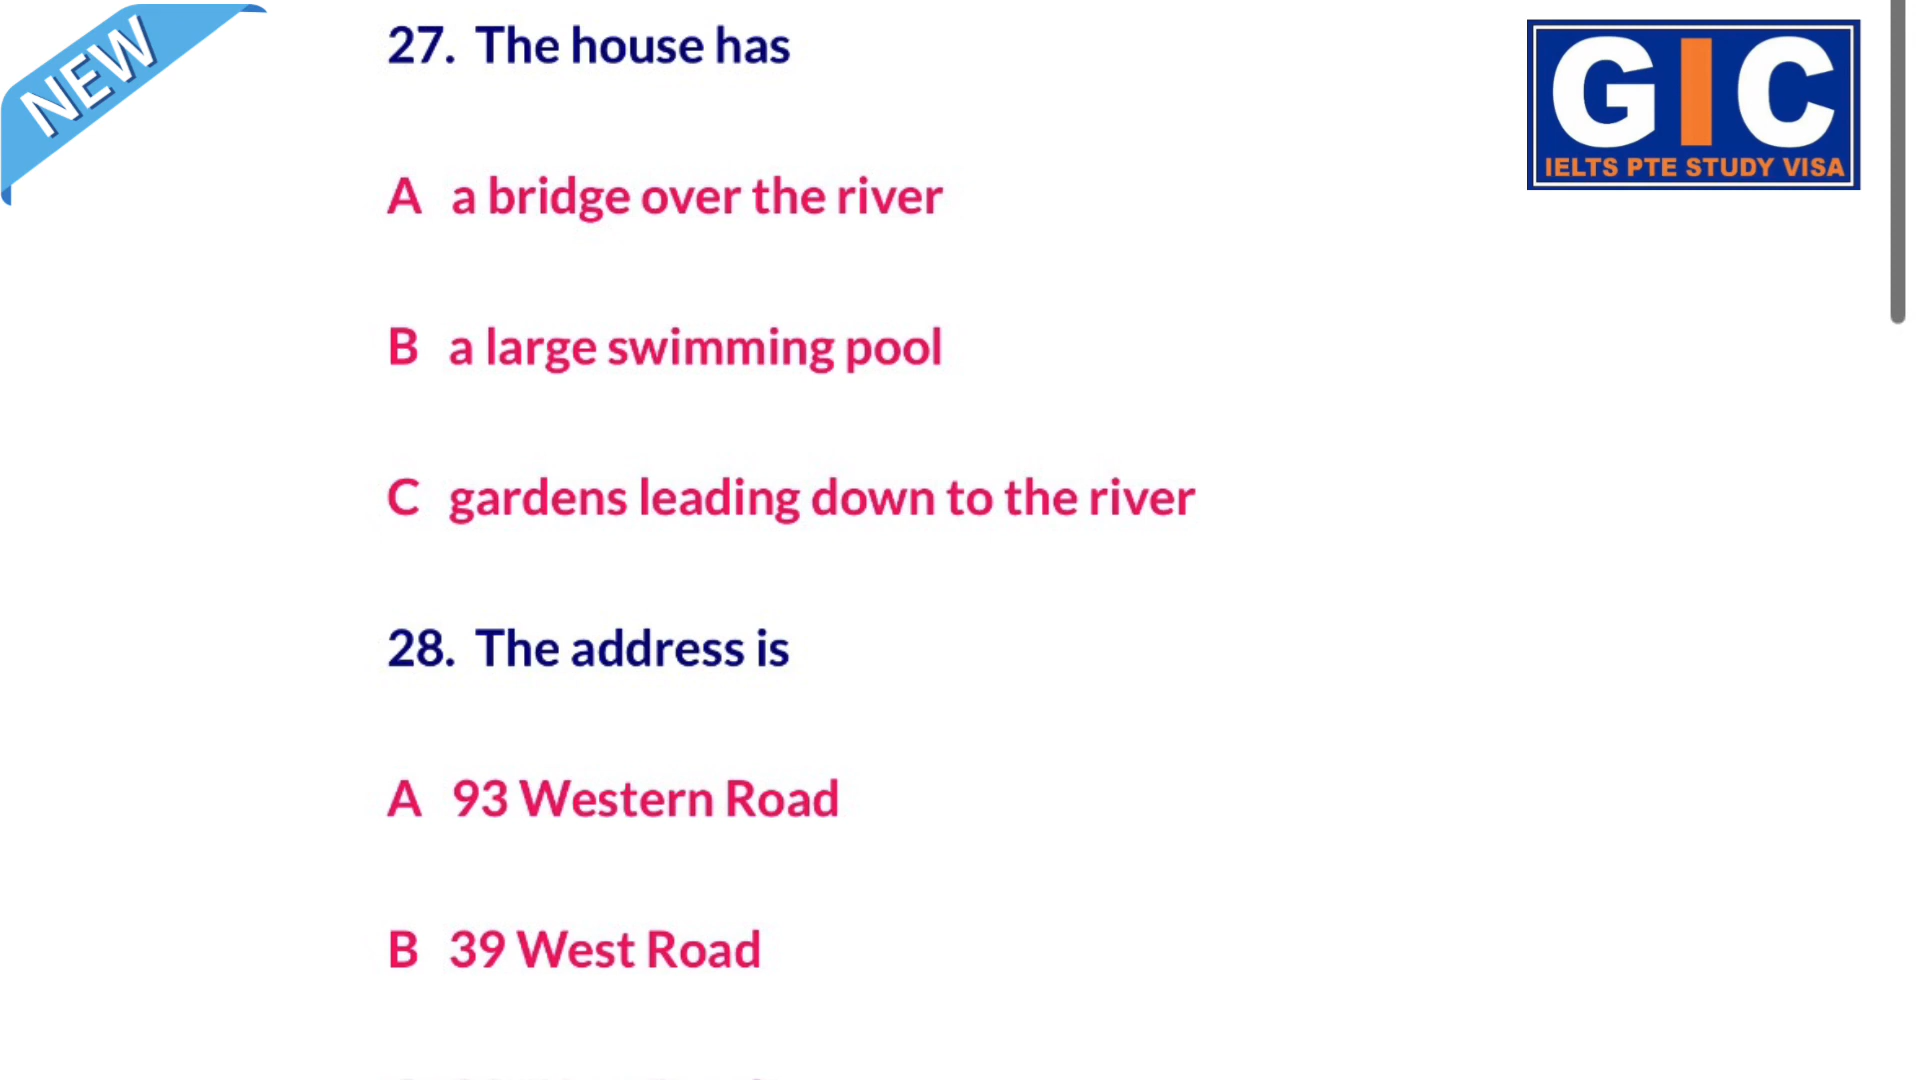 NEW
27. The house has
GIC
IELTS PTE STUDY VISA
A a bridge over the river
B a large swimming pool
C gardens leading down to the river
28. The address is
A 93 Western Road
B 39 West Road